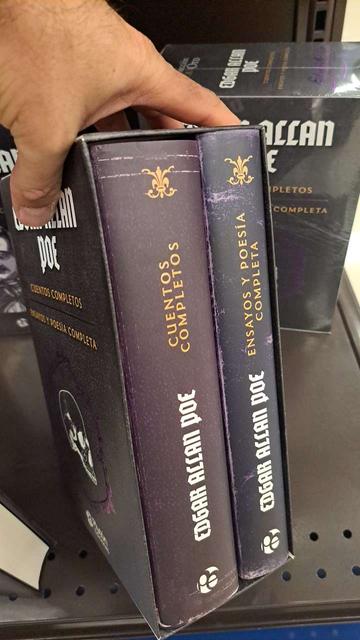 EDGAR ALLAN
POE
CUENTOS COMPLETOS
ENSAYOS Y POESÍA COMPLETA
CUENTOS
COMPLETOS
EDGAR ALLAN POE
ENSAYOS Y POESÍA
COMPLETA
EDGAR ALLAN POE
EDGAR ALLAN
POE
ALLAN
COMPLETOS
COMPLETA